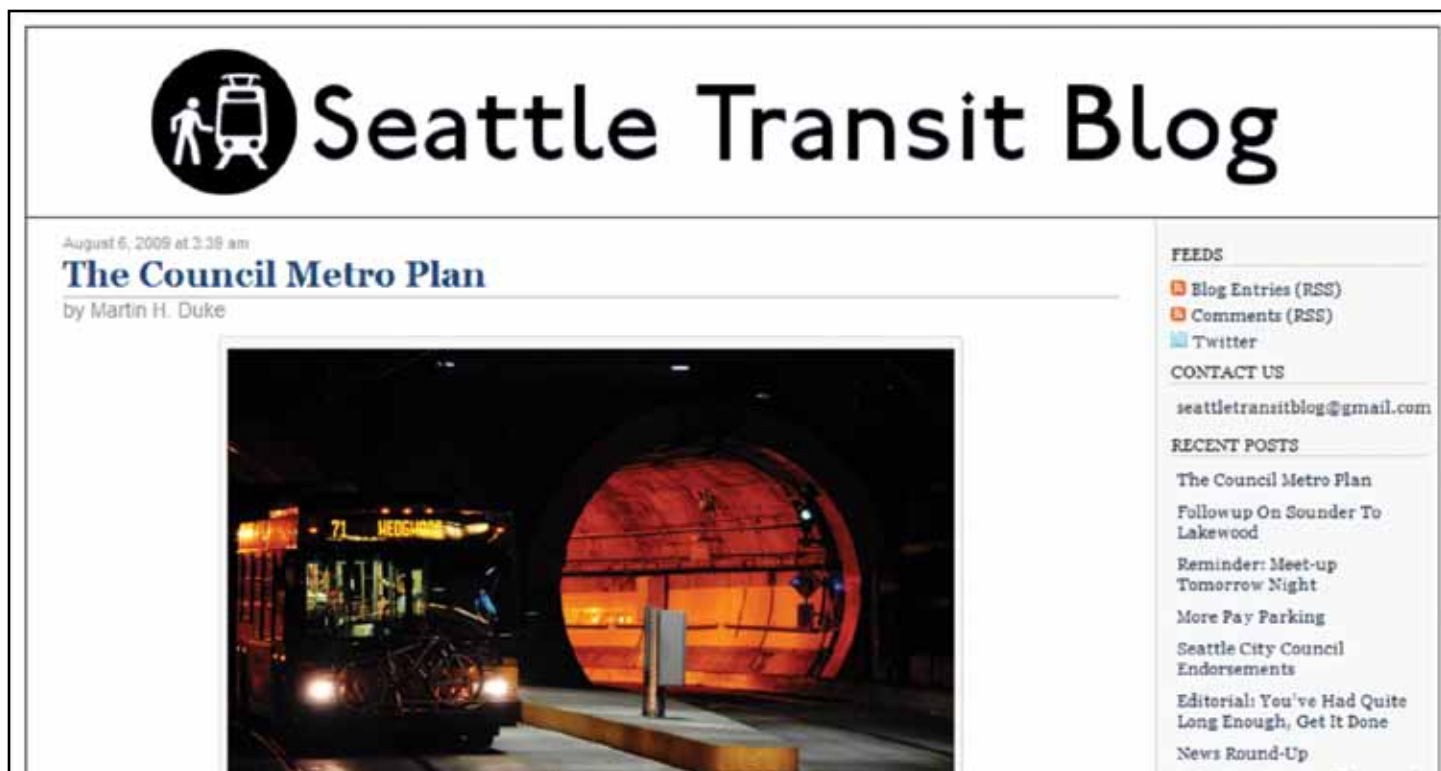 Seattle Transit Blog
August 6, 2009 at 3:39 am
The Council Metro Plan
by Martin H. Duke
71 WEDGWOOD
FEEDS
Blog Entries (RSS)
Comments (RSS)
Twitter
CONTACT US
seattletransitblog@gmail.com
RECENT POSTS
The Council Metro Plan
Followup On Sounder To
Lakewood
Reminder: Meet-up
Tomorrow Night
More Pay Parking
Seattle City Council
Endorsements
Editorial: You've Had Quite
Long Enough, Get It Done
News Round-Up